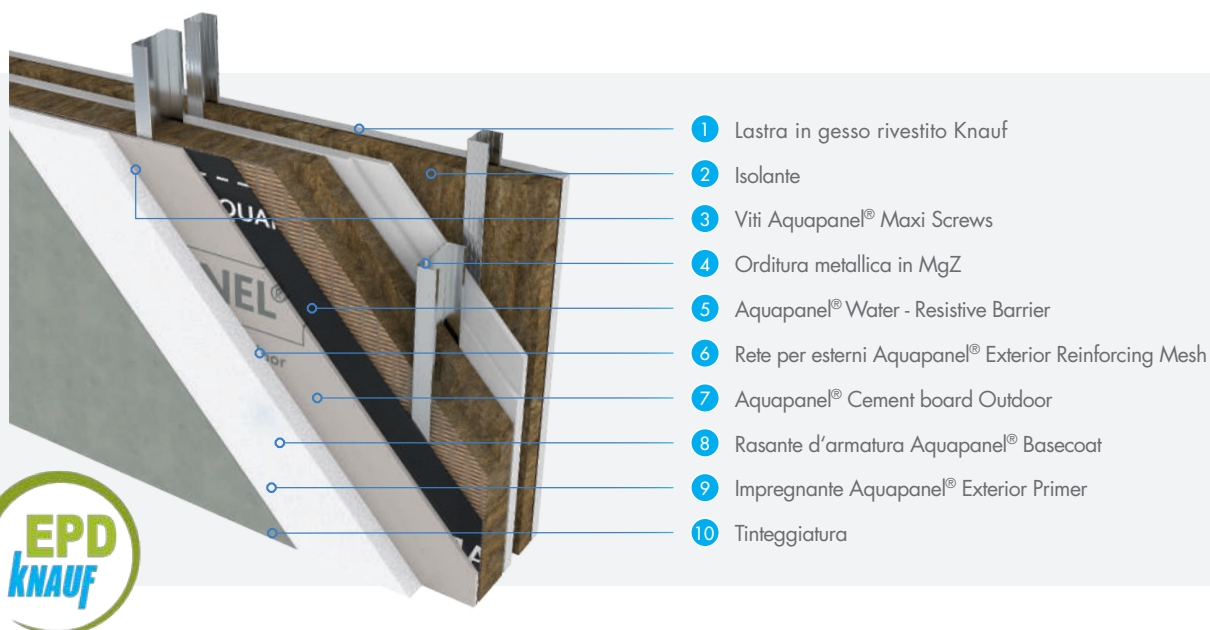 1 Lastra in gesso rivestito Knauf
2 Isolante
3 Viti Aquapanel® Maxi Screws
4 Orditura metallica in MgZ
5 Aquapanel® Water - Resistive Barrier
6 Rete per esterni Aquapanel® Exterior Reinforcing Mesh
7 Aquapanel® Cement board Outdoor
8 Rasante d‘armatura Aquapanel® Basecoat
9 Impregnante Aquapanel® Exterior Primer
10 Tinteggiatura
QUA
NEL®
EPD
KNAUF